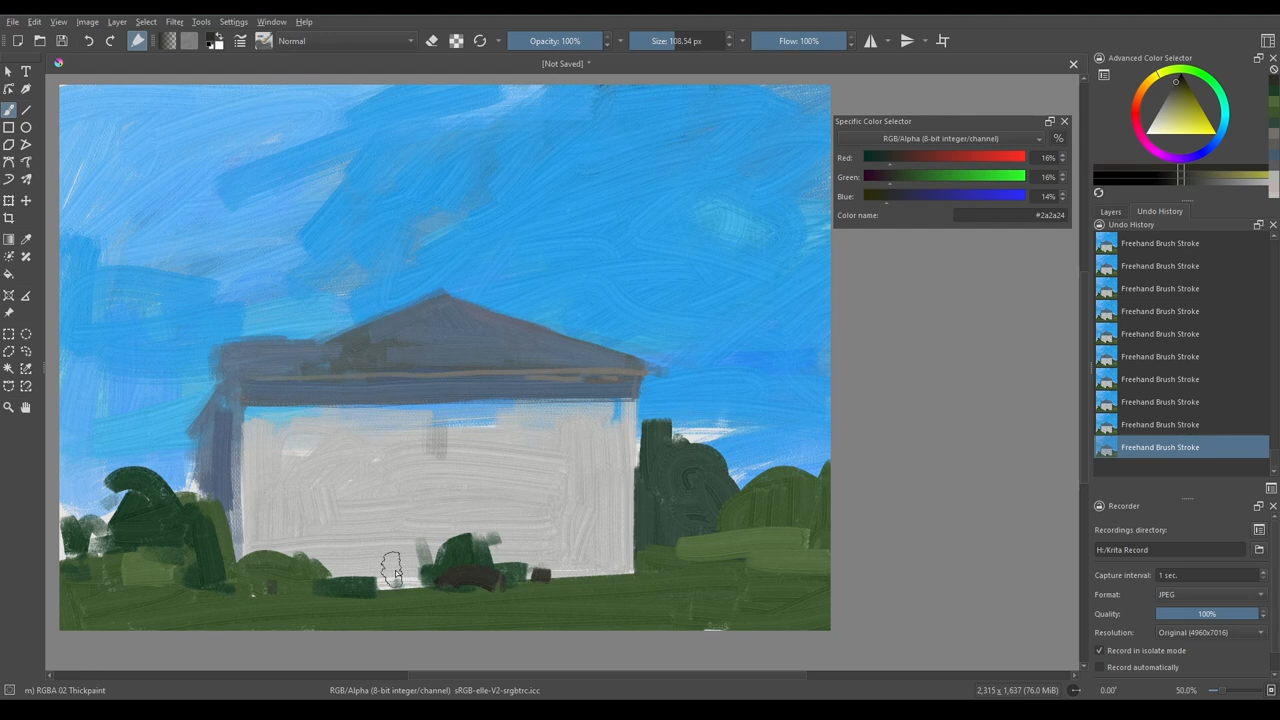 File Edit View Image Layer Select Filter Tools Settings Window Help
Normal Opacity: 100% Size: 108.54 px Flow: 100%
[Not Saved] *
Advanced Color Selector
Specific Color Selector
RGB/Alpha (8-bit integer/channel) %
Red: 16%
Green: 16%
Blue: 14%
Color name: #2a2a24
Layers Undo History
Undo History
Freehand Brush Stroke
Freehand Brush Stroke
Freehand Brush Stroke
Freehand Brush Stroke
Freehand Brush Stroke
Freehand Brush Stroke
Freehand Brush Stroke
Freehand Brush Stroke
Freehand Brush Stroke
Freehand Brush Stroke
Recorder
Recordings directory:
H:/Krita Record
Capture interval: 1 sec.
Format: JPEG
Quality: 100%
Resolution: Original (4960x7016)
Record in isolate mode
Record automatically
m) RGBA 02 Thickpaint RGB/Alpha (8-bit integer/channel) sRGB-elle-V2-srgbtrc.icc 2,315 x 1,637 (76.0 MiB) 0.00° 50.0%